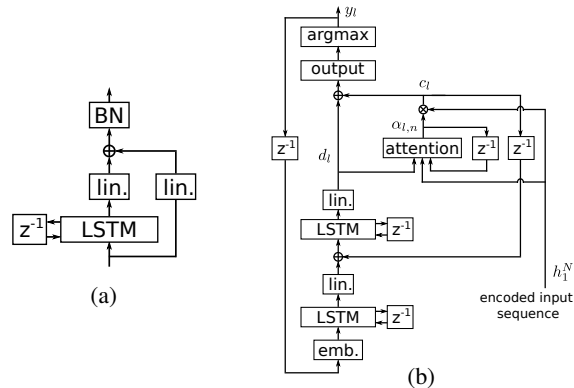 BN
lin.
lin.
z⁻¹
LSTM
(a)
y_l
argmax
output
c_l
α_{l,n}
z⁻¹
d_l
attention
z⁻¹
z⁻¹
lin.
LSTM
z⁻¹
lin.
h_1^N
encoded input
sequence
LSTM
z⁻¹
emb.
(b)